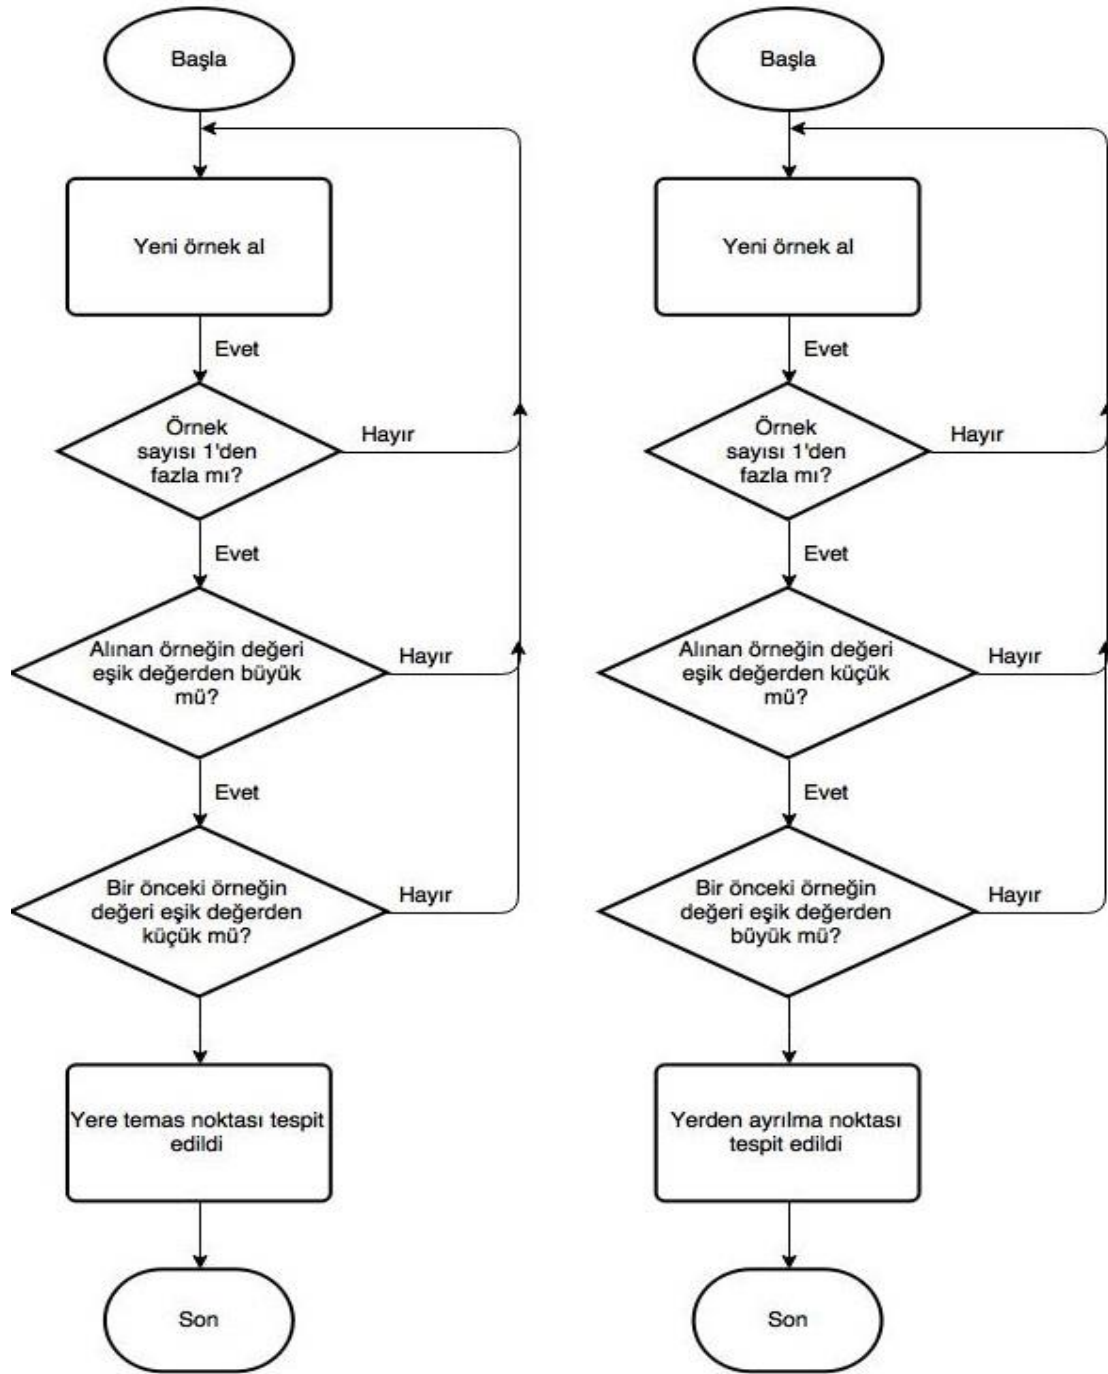 Başla
Yeni örnek al
Evet
Örnek
sayısı 1'den
fazla mı?
Hayır
Evet
Alınan örneğin değeri
eşik değerden büyük
mü?
Hayır
Evet
Bir önceki örneğin
değeri eşik değerden
küçük mü?
Hayır
Yere temas noktası tespit
edildi
Son
Başla
Yeni örnek al
Evet
Örnek
sayısı 1'den
fazla mı?
Hayır
Evet
Alınan örneğin değeri
eşik değerden küçük
mü?
Hayır
Evet
Bir önceki örneğin
değeri eşik değerden
büyük mü?
Hayır
Yerden ayrılma noktası
tespit edildi
Son